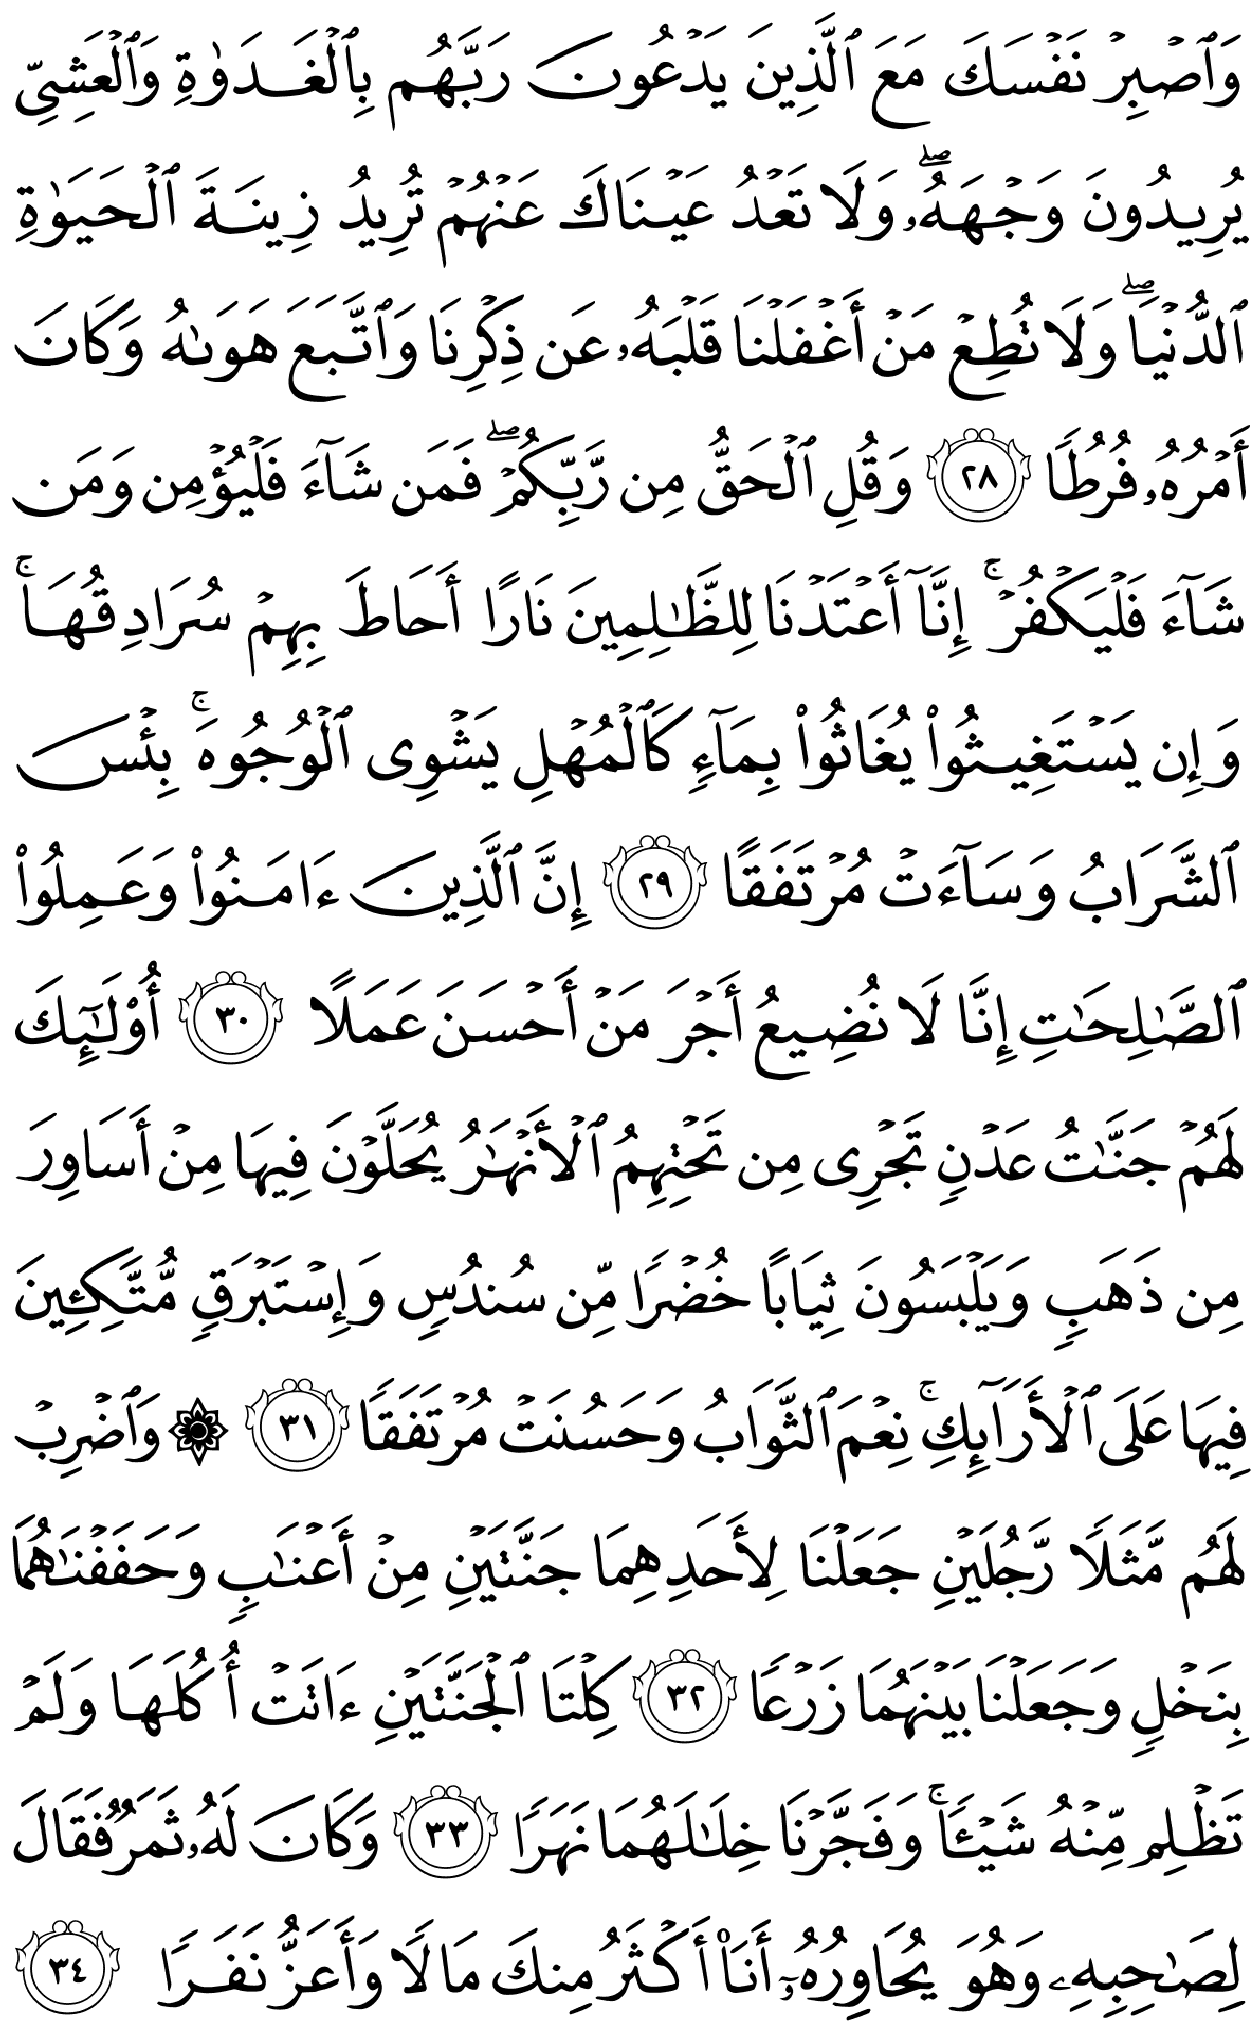 وَٱصۡبِرۡ نَفۡسَكَ مَعَ ٱلَّذِينَ يَدۡعُونَ رَبَّهُم بِٱلۡغَدَوٰةِ وَٱلۡعَشِيِّ
يُرِيدُونَ وَجۡهَهُۥۖ وَلَا تَعۡدُ عَيۡنَاكَ عَنۡهُمۡ تُرِيدُ زِينَةَ ٱلۡحَيَوٰةِ
ٱلدُّنۡيَاۖ وَلَا تُطِعۡ مَنۡ أَغۡفَلۡنَا قَلۡبَهُۥ عَن ذِكۡرِنَا وَٱتَّبَعَ هَوَىٰهُ وَكَانَ
أَمۡرُهُۥ فُرُطٗا ٢٨ وَقُلِ ٱلۡحَقُّ مِن رَّبِّكُمۡۖ فَمَن شَآءَ فَلۡيُؤۡمِن وَمَن
شَآءَ فَلۡيَكۡفُرۡۚ إِنَّآ أَعۡتَدۡنَا لِلظَّٰلِمِينَ نَارًا أَحَاطَ بِهِمۡ سُرَادِقُهَاۚ
وَإِن يَسۡتَغِيثُواْ يُغَاثُواْ بِمَآءٖ كَٱلۡمُهۡلِ يَشۡوِي ٱلۡوُجُوهَۚ بِئۡسَ
ٱلشَّرَابُ وَسَآءَتۡ مُرۡتَفَقًا ٢٩ إِنَّ ٱلَّذِينَ ءَامَنُواْ وَعَمِلُواْ
ٱلصَّٰلِحَٰتِ إِنَّا لَا نُضِيعُ أَجۡرَ مَنۡ أَحۡسَنَ عَمَلًا ٣٠ أُوْلَٰٓئِكَ
لَهُمۡ جَنَّٰتُ عَدۡنٖ تَجۡرِي مِن تَحۡتِهِمُ ٱلۡأَنۡهَٰرُ يُحَلَّوۡنَ فِيهَا مِنۡ أَسَاوِرَ
مِن ذَهَبٖ وَيَلۡبَسُونَ ثِيَابًا خُضۡرٗا مِّن سُندُسٖ وَإِسۡتَبۡرَقٖ مُّتَّكِـِٔينَ
فِيهَا عَلَى ٱلۡأَرَآئِكِۚ نِعۡمَ ٱلثَّوَابُ وَحَسُنَتۡ مُرۡتَفَقٗا ٣١ ۞ وَٱضۡرِبۡ
لَهُم مَّثَلٗا رَّجُلَيۡنِ جَعَلۡنَا لِأَحَدِهِمَا جَنَّتَيۡنِ مِنۡ أَعۡنَٰبٖ وَحَفَفۡنَٰهُمَا
بِنَخۡلٖ وَجَعَلۡنَا بَيۡنَهُمَا زَرۡعٗا ٣٢ كِلۡتَا ٱلۡجَنَّتَيۡنِ ءَاتَتۡ أُكُلَهَا وَلَمۡ
تَظۡلِم مِّنۡهُ شَيۡـٔٗاۚ وَفَجَّرۡنَا خِلَٰلَهُمَا نَهَرٗا ٣٣ وَكَانَ لَهُۥ ثَمَرٞ فَقَالَ
لِصَٰحِبِهِۦ وَهُوَ يُحَاوِرُهُۥٓ أَنَا۠ أَكۡثَرُ مِنكَ مَالٗا وَأَعَزُّ نَفَرٗا ٣٤